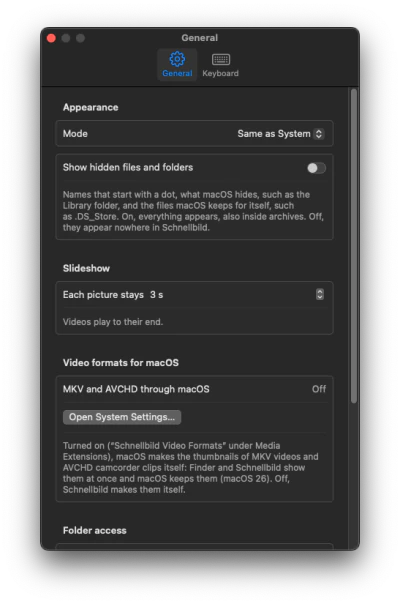 General
General
Keyboard
Appearance
Mode
Same as System
Show hidden files and folders
Names that start with a dot, what macOS hides, such as the
Library folder, and the files macOS keeps for itself, such
as .DS_Store. On, everything appears, also inside archives. Off,
they appear nowhere in Schnellbild.
Slideshow
Each picture stays 3 s
Videos play to their end.
Video formats for macOS
MKV and AVCHD through macOS
Off
Open System Settings...
Turned on (“Schnellbild Video Formats” under Media
Extensions), macOS makes the thumbnails of MKV videos and
AVCHD camcorder clips itself: Finder and Schnellbild show
them at once and macOS keeps them (macOS 26). Off,
Schnellbild makes them itself.
Folder access